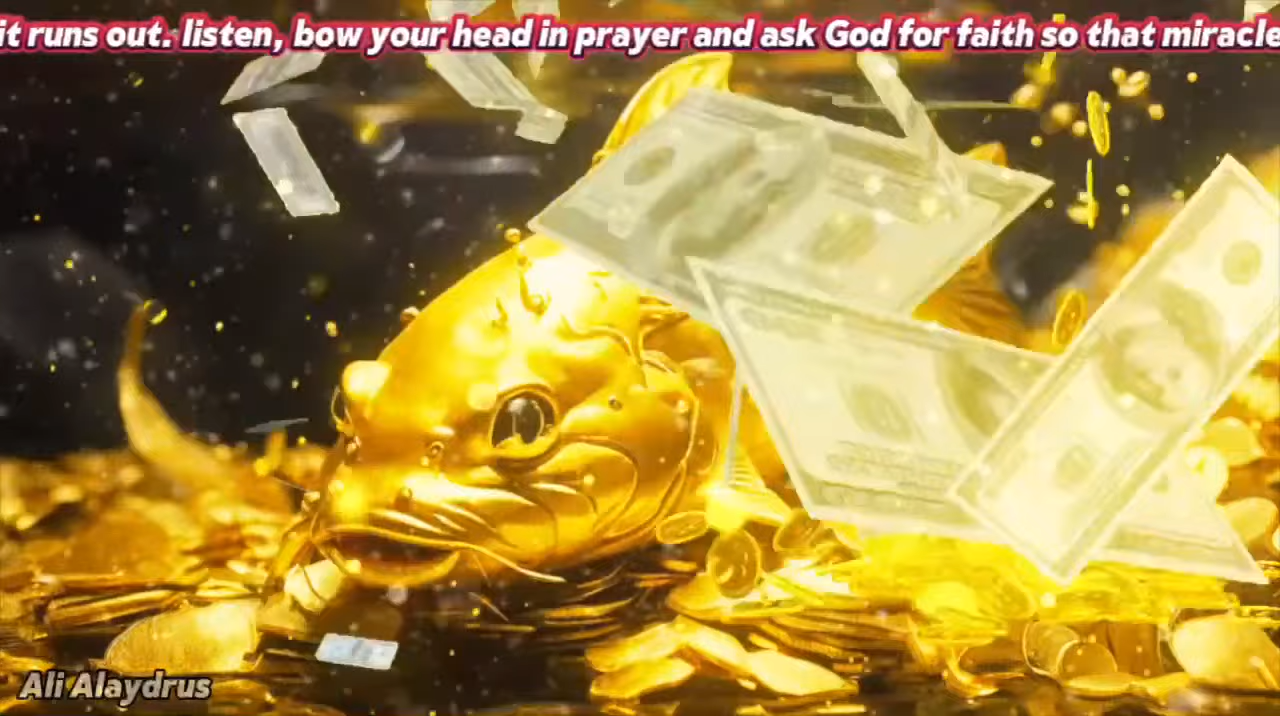 it runs out. listen, bow your head in prayer and ask God for faith so that miracle
Ali Alaydrus